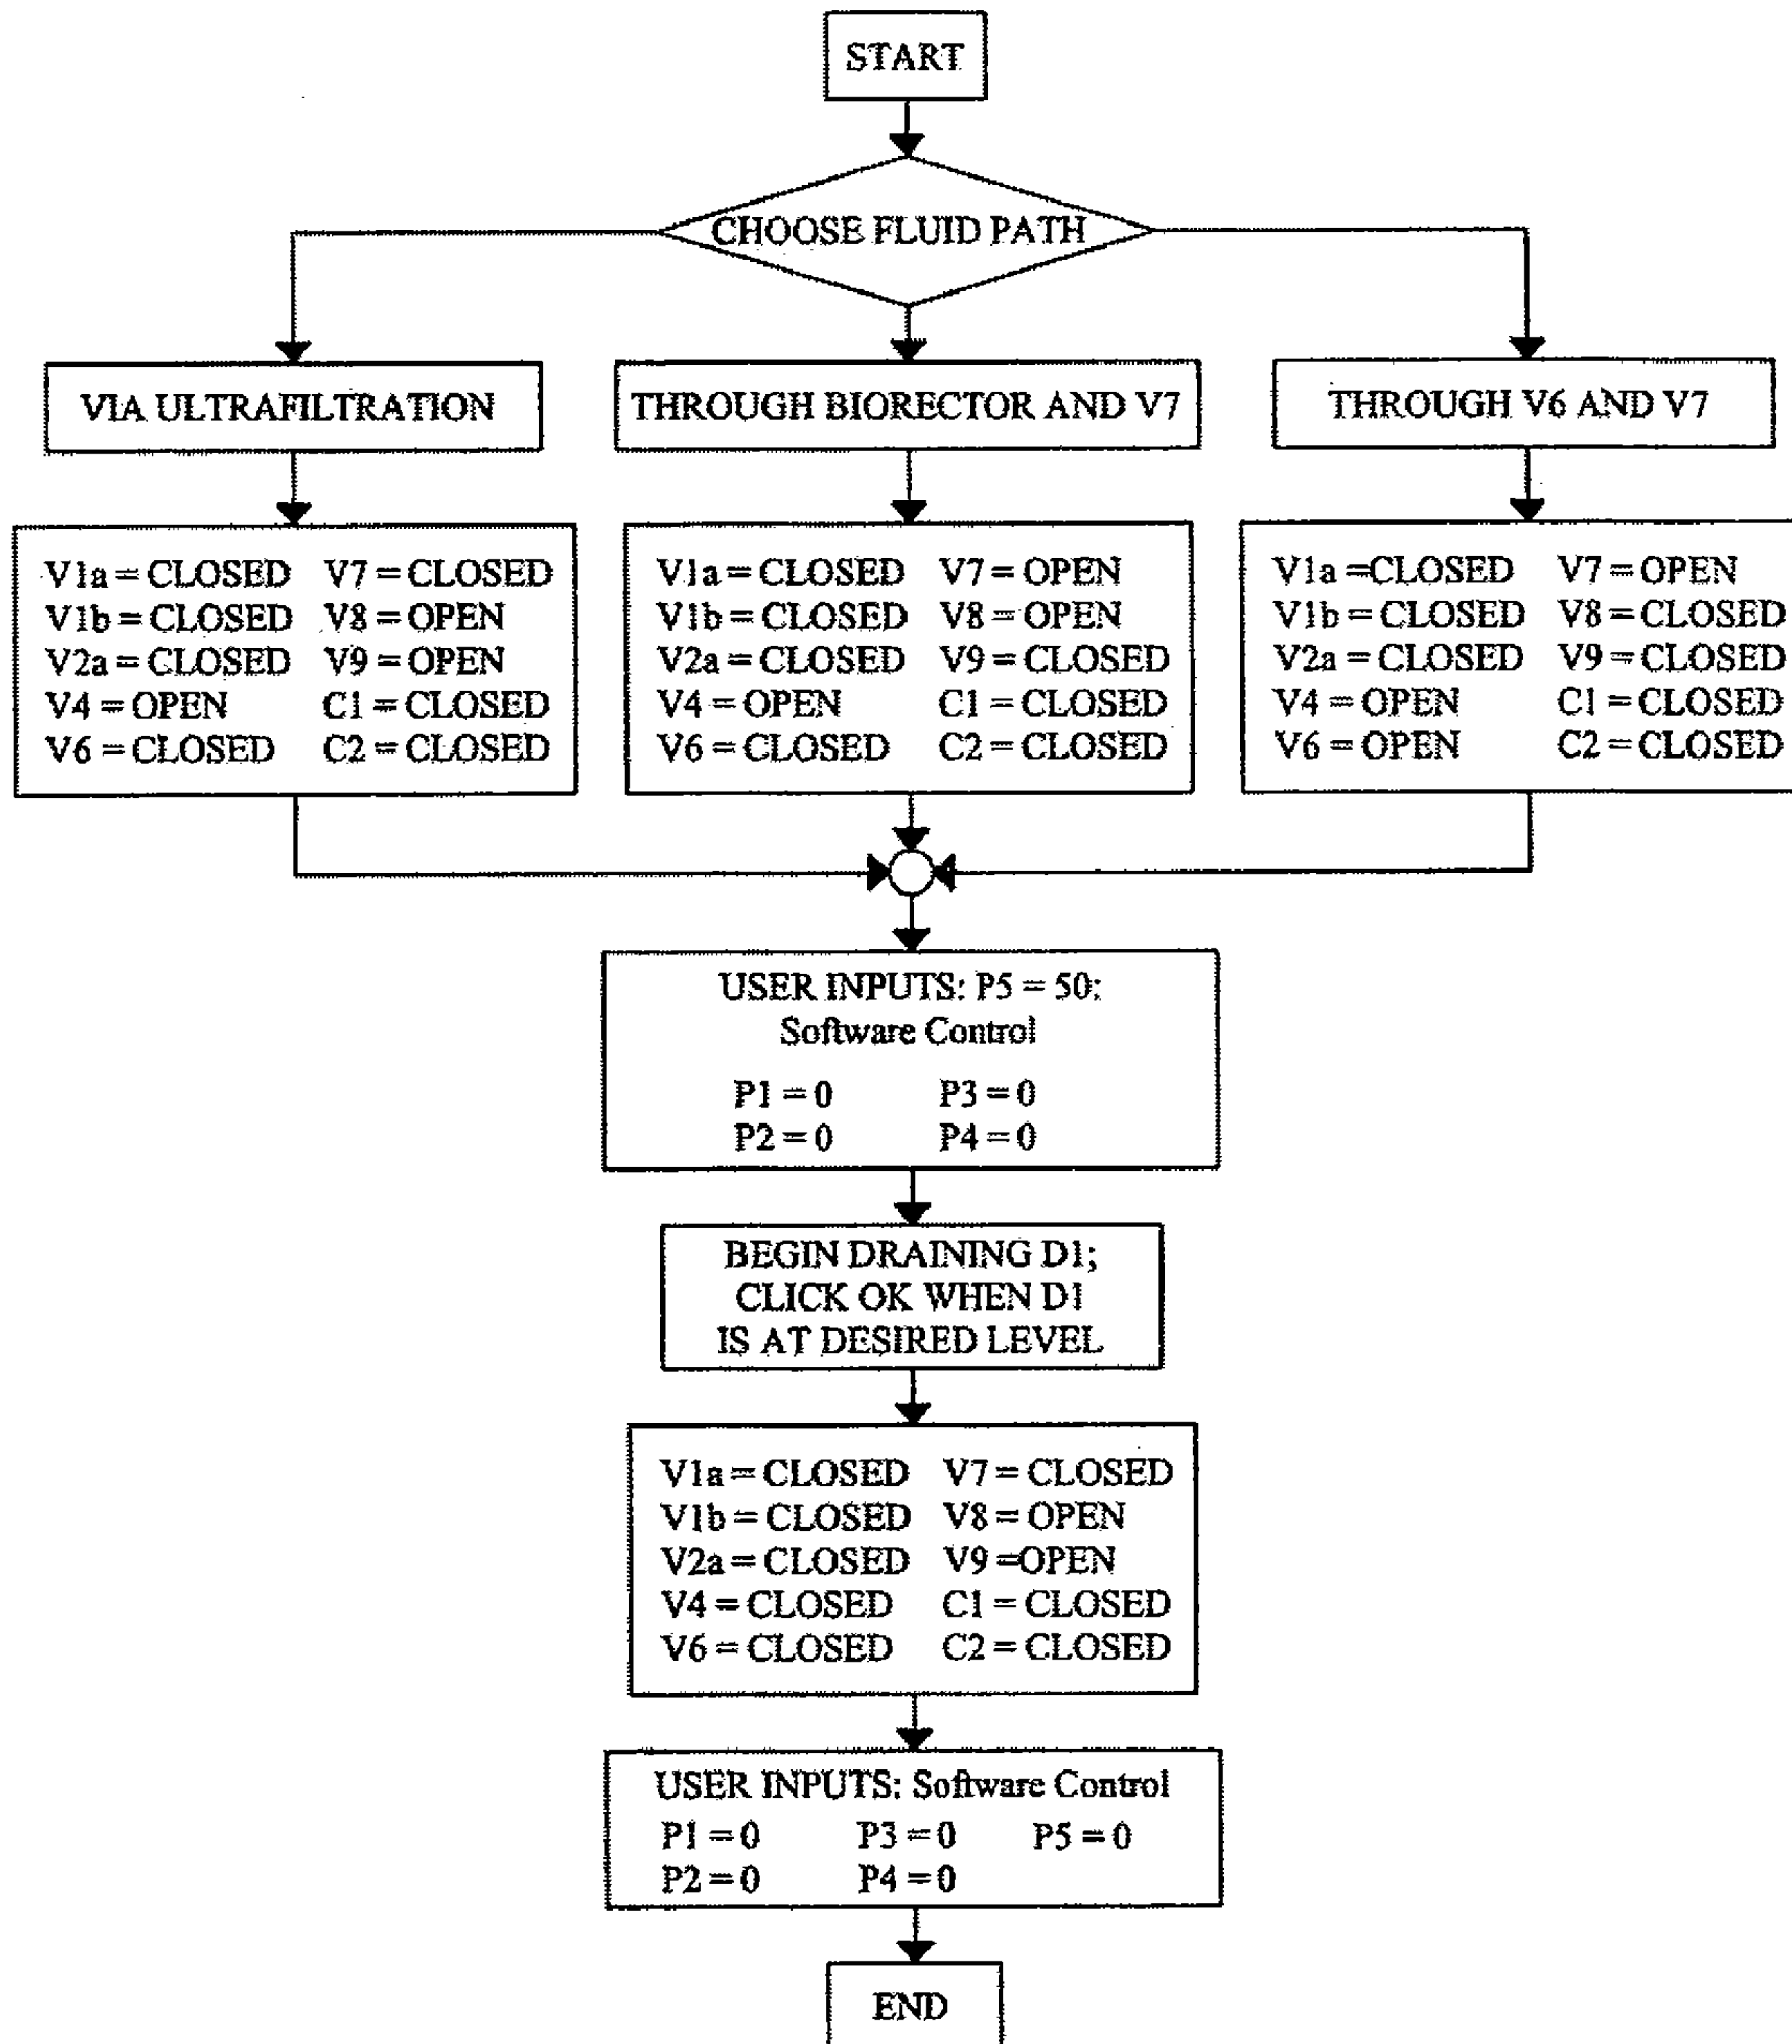 START
CHOOSE FLUID PATH
VIA ULTRAFILTRATION
THROUGH BIORECTOR AND V7
THROUGH V6 AND V7
V1a = CLOSED V7 = CLOSED
V1b = CLOSED V8 = OPEN
V2a = CLOSED V9 = OPEN
V4 = OPEN C1 = CLOSED
V6 = CLOSED C2 = CLOSED
V1a = CLOSED V7 = OPEN
V1b = CLOSED V8 = OPEN
V2a = CLOSED V9 = CLOSED
V4 = OPEN C1 = CLOSED
V6 = CLOSED C2 = CLOSED
V1a =CLOSED V7 = OPEN
V1b = CLOSED V8 = CLOSED
V2a = CLOSED V9 = CLOSED
V4 = OPEN C1 = CLOSED
V6 = OPEN C2 = CLOSED
USER INPUTS: P5 = 50;
Software Control
P1 = 0 P3 = 0
P2 = 0 P4 = 0
BEGIN DRAINING D1;
CLICK OK WHEN D1
IS AT DESIRED LEVEL
V1a = CLOSED V7 = CLOSED
V1b = CLOSED V8 = OPEN
V2a = CLOSED V9 =OPEN
V4 = CLOSED C1 = CLOSED
V6 = CLOSED C2 = CLOSED
USER INPUTS: Software Control
P1 = 0 P3 = 0 P5 = 0
P2 = 0 P4 = 0
END